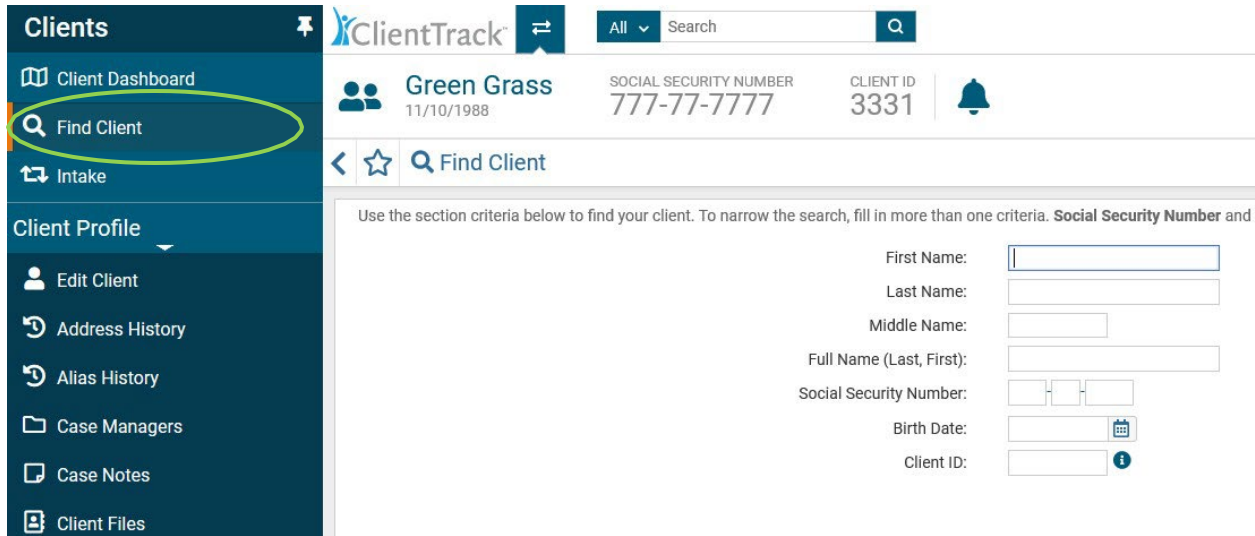 Clients
Client Dashboard
Find Client
Intake
Client Profile
Edit Client
Address History
Alias History
Case Managers
Case Notes
Client Files
ClientTrack
All
Search
Green Grass
11/10/1988
SOCIAL SECURITY NUMBER
777-77-7777
CLIENT ID
3331
Find Client
Use the section criteria below to find your client. To narrow the search, fill in more than one criteria. Social Security Number and
First Name:
Last Name:
Middle Name:
Full Name (Last, First):
Social Security Number:
- -
Birth Date:
Client ID: